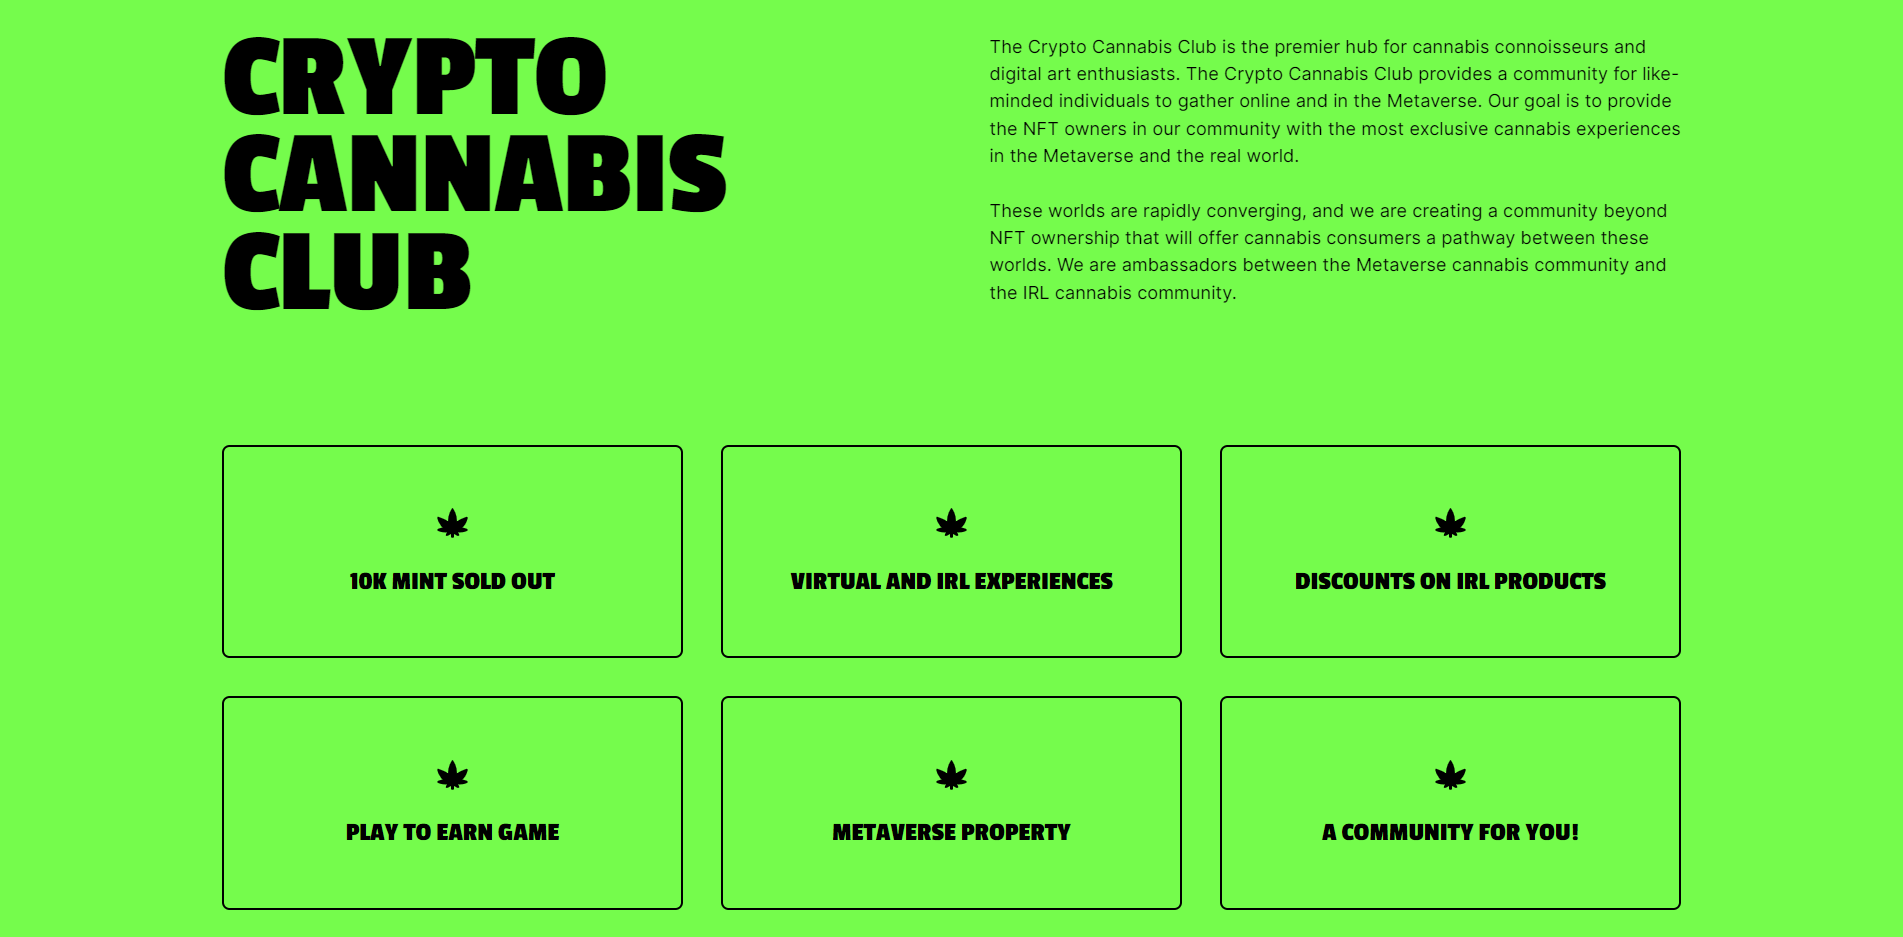 CRYPTO
CANNABIS
CLUB
The Crypto Cannabis Club is the premier hub for cannabis connoisseurs and
digital art enthusiasts. The Crypto Cannabis Club provides a community for like-
minded individuals to gather online and in the Metaverse. Our goal is to provide
the NFT owners in our community with the most exclusive cannabis experiences
in the Metaverse and the real world.
These worlds are rapidly converging, and we are creating a community beyond
NFT ownership that will offer cannabis consumers a pathway between these
worlds. We are ambassadors between the Metaverse cannabis community and
the IRL cannabis community.
10K MINT SOLD OUT
VIRTUAL AND IRL EXPERIENCES
DISCOUNTS ON IRL PRODUCTS
PLAY TO EARN GAME
METAVERSE PROPERTY
A COMMUNITY FOR YOU!